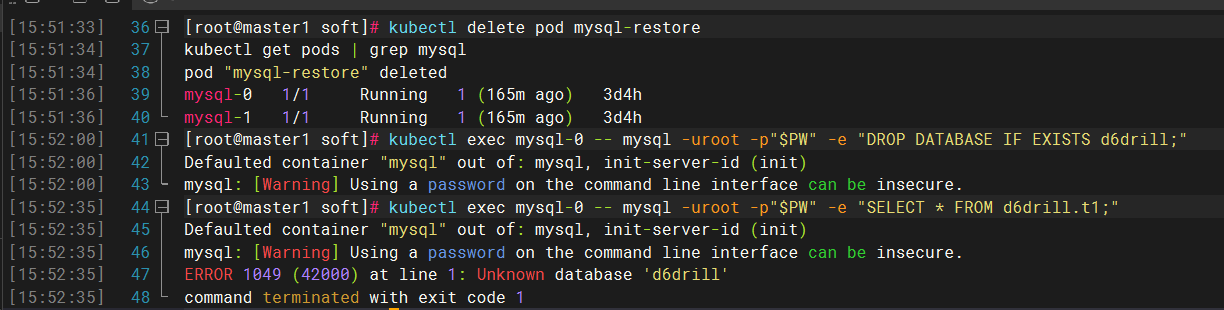 [15:51:33] 36 [root@master1 soft]# kubectl delete pod mysql-restore
[15:51:34] 37 kubectl get pods | grep mysql
[15:51:34] 38 pod "mysql-restore" deleted
[15:51:36] 39 mysql-0   1/1     Running   1 (165m ago)   3d4h
[15:51:36] 40 mysql-1   1/1     Running   1 (165m ago)   3d4h
[15:52:00] 41 [root@master1 soft]# kubectl exec mysql-0 -- mysql -uroot -p"$PW" -e "DROP DATABASE IF EXISTS d6drill;"
[15:52:00] 42 Defaulted container "mysql" out of: mysql, init-server-id (init)
[15:52:00] 43 mysql: [Warning] Using a password on the command line interface can be insecure.
[15:52:35] 44 [root@master1 soft]# kubectl exec mysql-0 -- mysql -uroot -p"$PW" -e "SELECT * FROM d6drill.t1;"
[15:52:35] 45 Defaulted container "mysql" out of: mysql, init-server-id (init)
[15:52:35] 46 mysql: [Warning] Using a password on the command line interface can be insecure.
[15:52:35] 47 ERROR 1049 (42000) at line 1: Unknown database 'd6drill'
[15:52:35] 48 command terminated with exit code 1